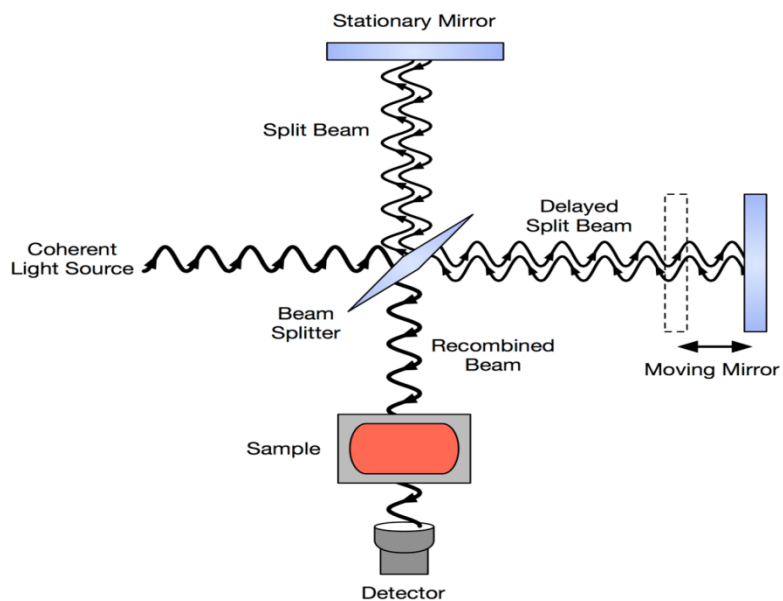 Stationary Mirror
Split Beam
Coherent
Light Source
Delayed
Split Beam
Beam
Splitter
Recombined
Beam
Moving Mirror
Sample
Detector